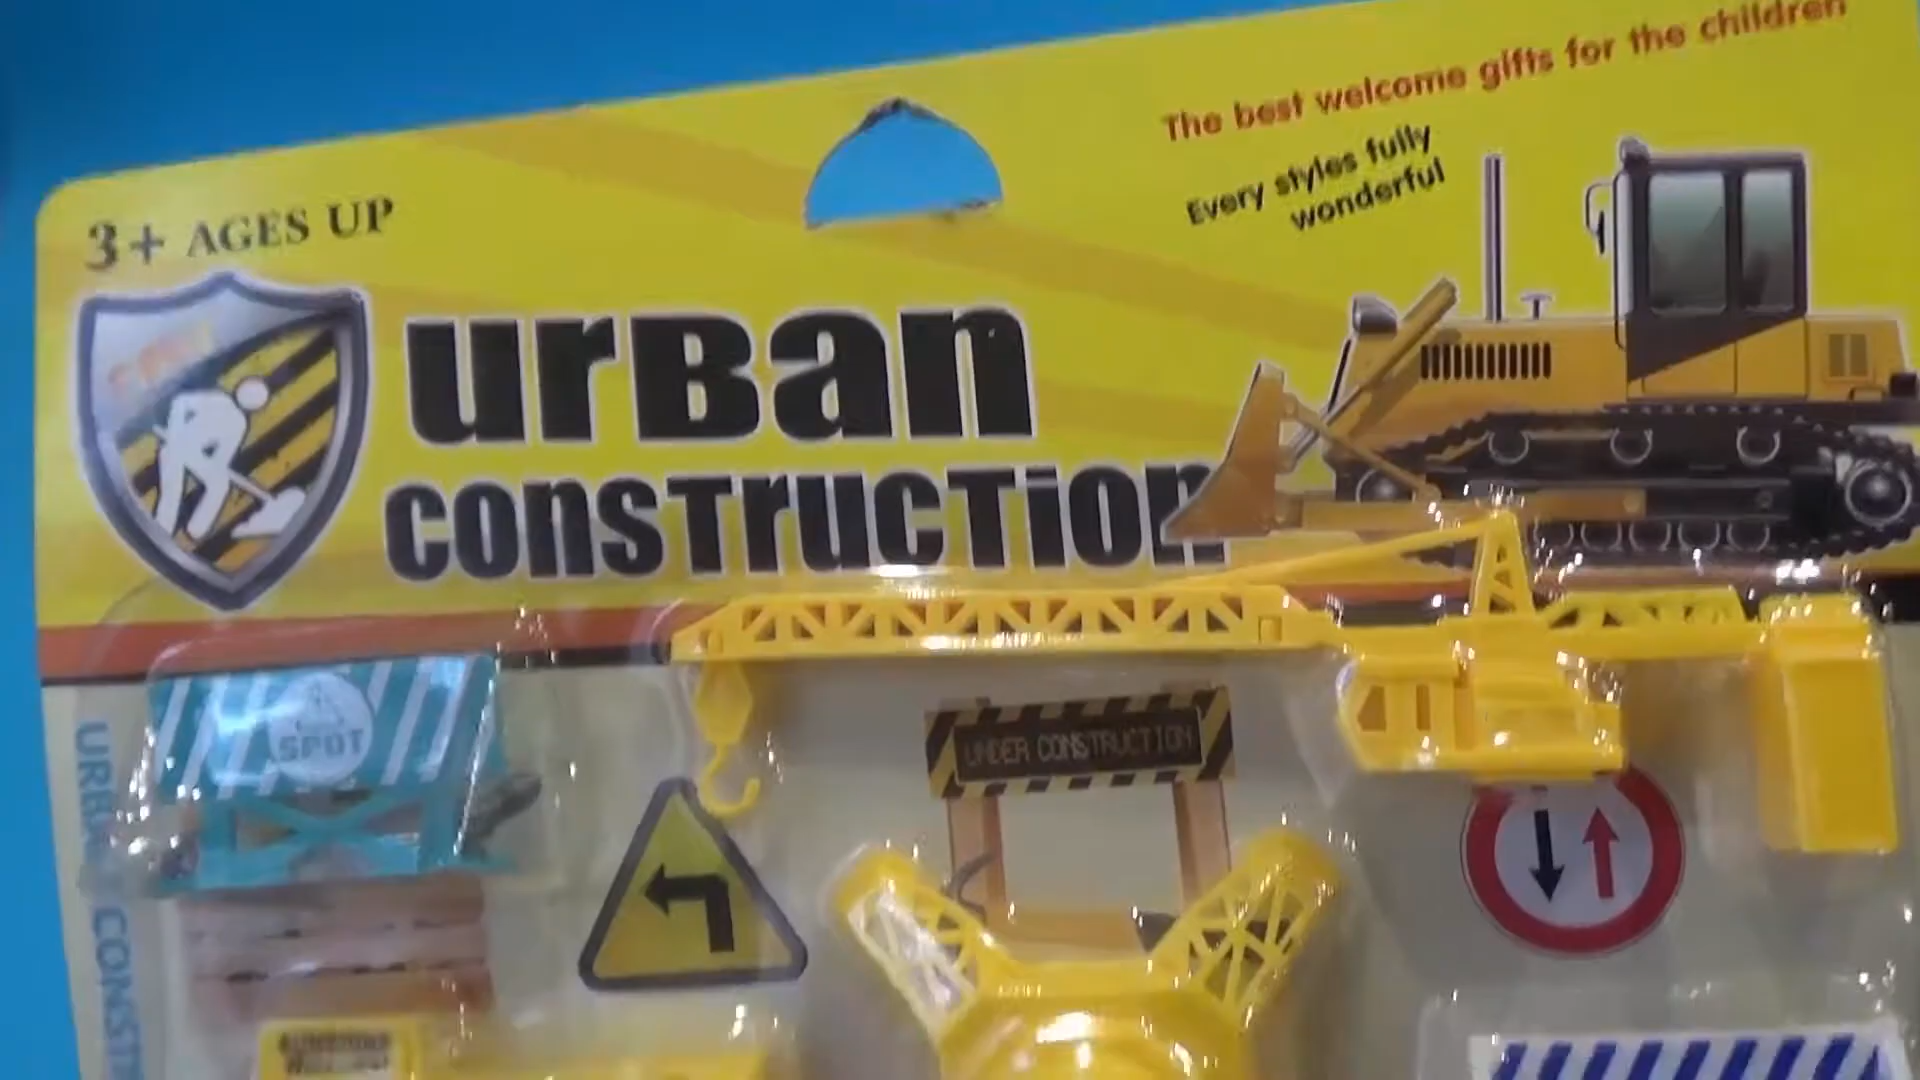 The best welcome gifts for the children
Every styles fully
wonderful
3+ AGES UP
urBan
consTrucTion
SPOT
UNDER CONSTRUCTION